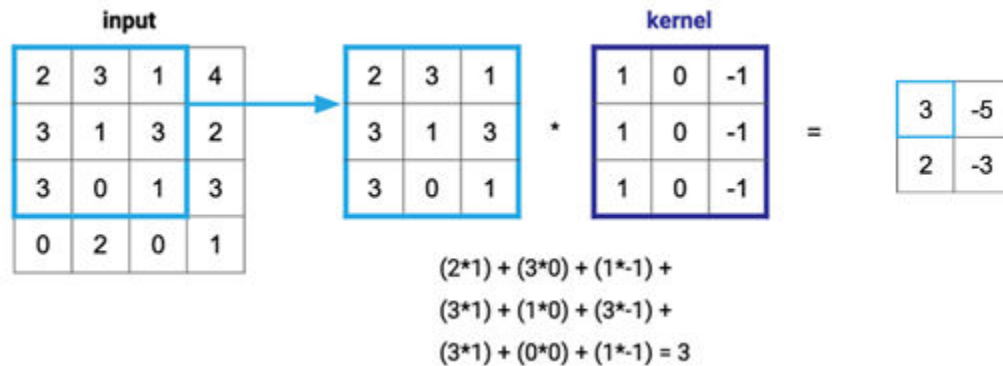 input kernel
2 3 1 4 2 3 1 1 0 -1
3 -5
3 1 3 2 3 1 3 * 1 0 -1 =
2 -3
3 0 1 3 3 0 1 1 0 -1
0 2 0 1
(2*1) + (3*0) + (1*-1) +
(3*1) + (1*0) + (3*-1) +
(3*1) + (0*0) + (1*-1) = 3